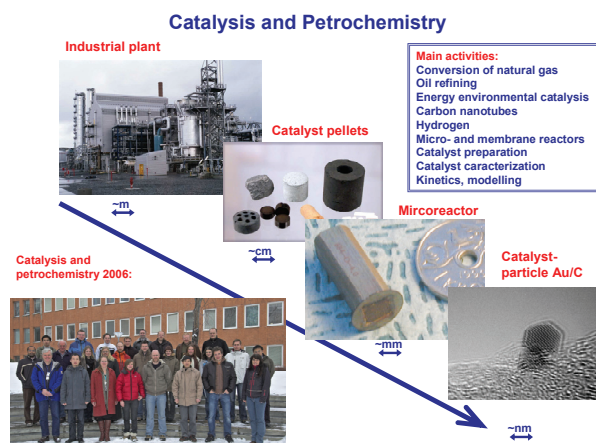 Catalysis and Petrochemistry
Industrial plant
Main activities:
Conversion of natural gas
Oil refining
Energy environmental catalysis
Carbon nanotubes
Hydrogen
Micro- and membrane reactors
Catalyst preparation
Catalyst caracterization
Kinetics, modelling
Catalyst pellets
~m
Mircoreactor
~cm
Catalysis and
petrochemistry 2006:
Catalyst-
particle Au/C
~mm
~nm